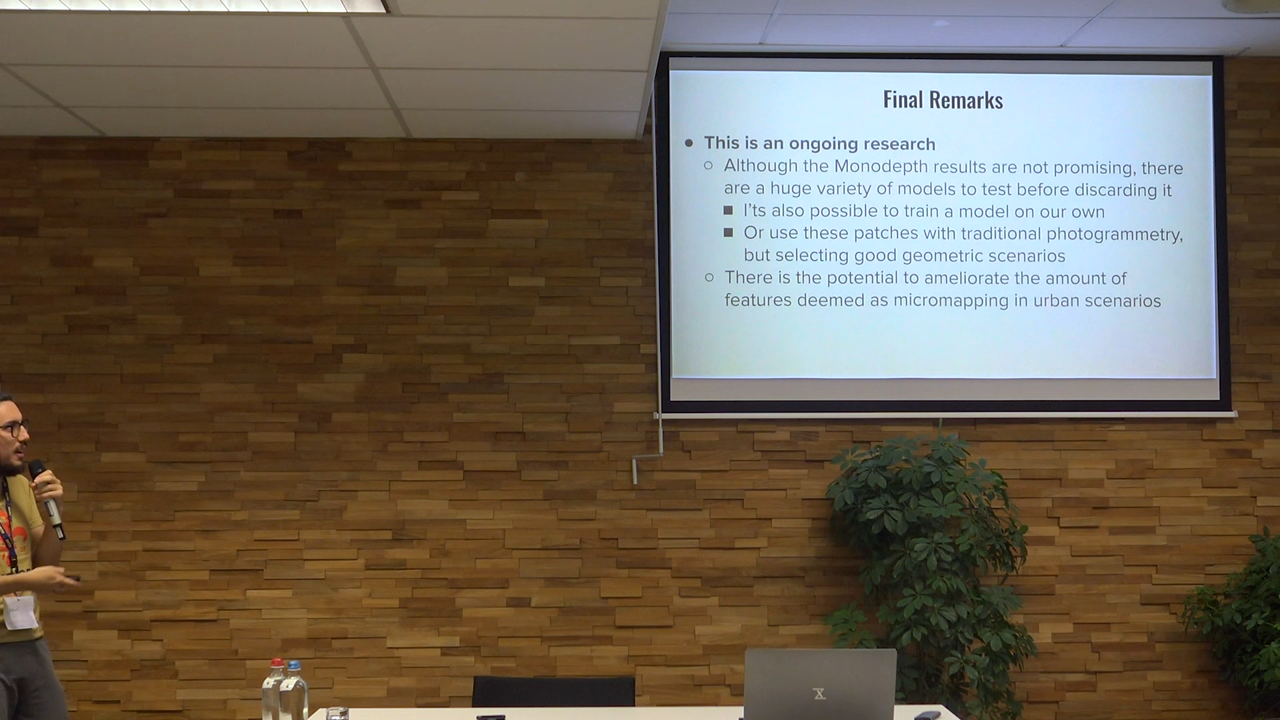 Final Remarks
● This is an ongoing research
○ Although the Monodepth results are not promising, there
are a huge variety of models to test before discarding it
■ I'ts also possible to train a model on our own
■ Or use these patches with traditional photogrammetry,
but selecting good geometric scenarios
○ There is the potential to ameliorate the amount of
features deemed as micromapping in urban scenarios